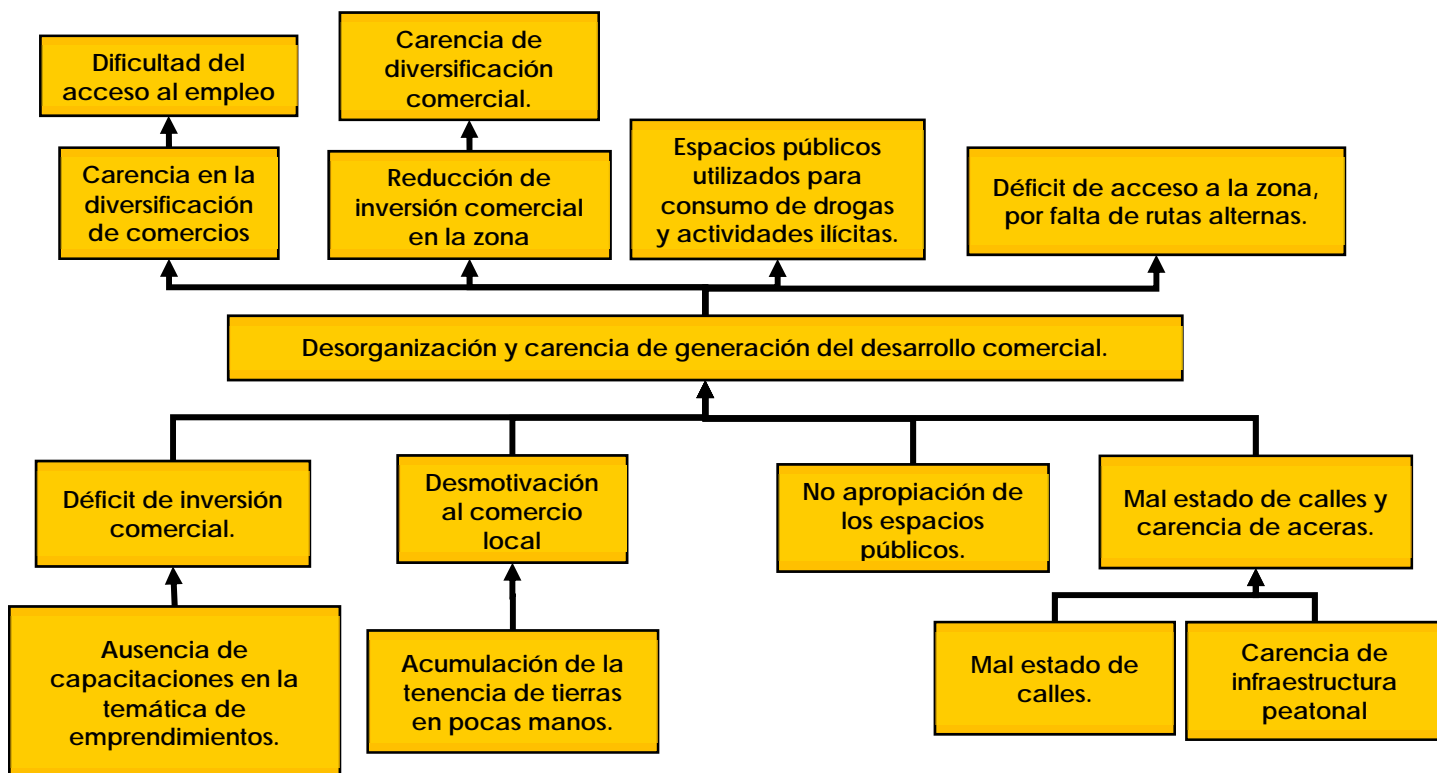 Dificultad del
acceso al empleo
Carencia de
diversificación
comercial.
Carencia en la
diversificación
de comercios
Reducción de
inversión comercial
en la zona
Espacios públicos
utilizados para
consumo de drogas
y actividades ilícitas.
Déficit de acceso a la zona,
por falta de rutas alternas.
Desorganización y carencia de generación del desarrollo comercial.
Déficit de inversión
comercial.
Desmotivación
al comercio
local
No apropiación de
los espacios
públicos.
Mal estado de calles y
carencia de aceras.
Ausencia de
capacitaciones en la
temática de
emprendimientos.
Acumulación de la
tenencia de tierras
en pocas manos.
Mal estado de
calles.
Carencia de
infraestructura
peatonal